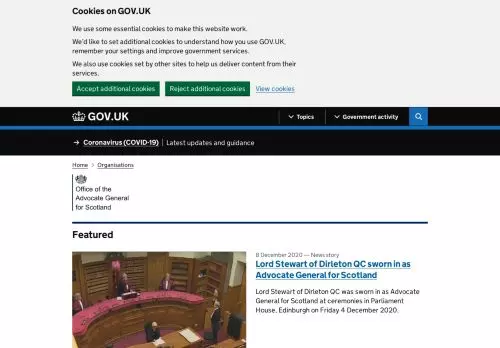 Cookies on GOV.UK
We use some essential cookies to make this website work.
We'd like to set additional cookies to understand how you use GOV.UK,
remember your settings and improve government services.
We also use cookies set by other sites to help us deliver content from their
services.
Accept additional cookies Reject additional cookies View cookies
GOV.UK Topics Government activity
→ Coronavirus (COVID-19) | Latest updates and guidance
Home > Organisations
Office of the
Advocate General
for Scotland
Featured
8 December 2020 — News story
Lord Stewart of Dirleton QC sworn in as
Advocate General for Scotland
Lord Stewart of Dirleton QC was sworn in as Advocate
General for Scotland at ceremonies in Parliament
House, Edinburgh on Friday 4 December 2020.